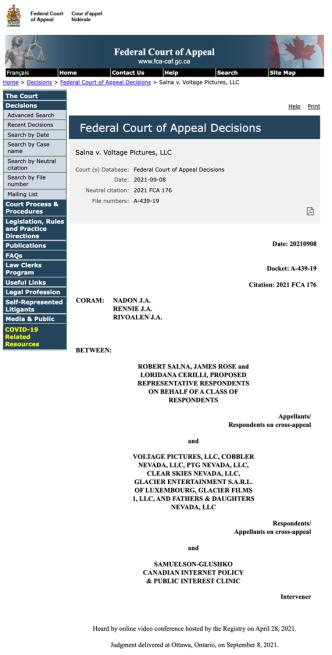 Federal Court
of Appeal
Cour d'appel
fédérale
Federal Court of Appeal
www.fca-caf.gc.ca
Français
Home
Contact Us
Help
Search
Site Map
Home > Decisions > Federal Court of Appeal Decisions > Salna v. Voltage Pictures, LLC
The Court
Decisions
Advanced Search
Recent Decisions
Search by Date
Search by Case
name
Search by Neutral
citation
Search by File
number
Mailing List
Court Process &
Procedures
Legislation, Rules
and Practice
Directions
Publications
FAQs
Law Clerks
Program
Useful Links
Legal Profession
Self-Represented
Litigants
Media & Public
COVID-19
Related
Resources
Help Print
Federal Court of Appeal Decisions
Salna v. Voltage Pictures, LLC
Court (s) Database: Federal Court of Appeal Decisions
Date: 2021-09-08
Neutral citation: 2021 FCA 176
File numbers: A-439-19
Date: 20210908
Docket: A-439-19
Citation: 2021 FCA 176
CORAM: NADON J.A.
RENNIE J.A.
RIVOALEN J.A.
BETWEEN:
ROBERT SALNA, JAMES ROSE and
LORIDANA CERILLI, PROPOSED
REPRESENTATIVE RESPONDENTS
ON BEHALF OF A CLASS OF
RESPONDENTS
Appellants/
Respondents on cross-appeal
and
VOLTAGE PICTURES, LLC, COBBLER
NEVADA, LLC, PTG NEVADA, LLC,
CLEAR SKIES NEVADA, LLC,
GLACIER ENTERTAINMENT S.A.R.L.
OF LUXEMBOURG, GLACIER FILMS
1, LLC, AND FATHERS & DAUGHTERS
NEVADA, LLC
Respondents/
Appellants on cross-appeal
and
SAMUELSON-GLUSHKO
CANADIAN INTERNET POLICY
& PUBLIC INTEREST CLINIC
Intervener
Heard by online video conference hosted by the Registry on April 28, 2021.
Judgment delivered at Ottawa, Ontario, on September 8, 2021.